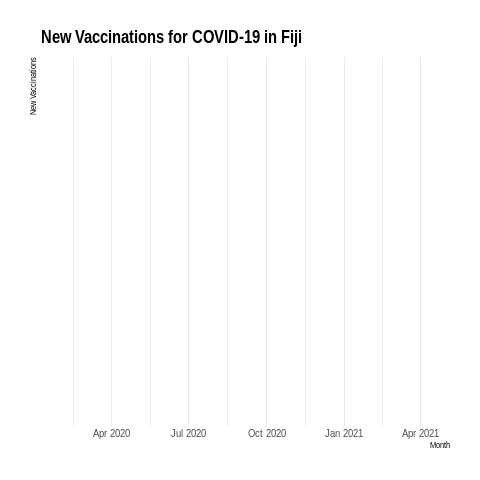 New Vaccinations for COVID-19 in Fiji
New Vaccinations
Apr 2020
Jul 2020
Oct 2020
Jan 2021
Apr 2021
Month